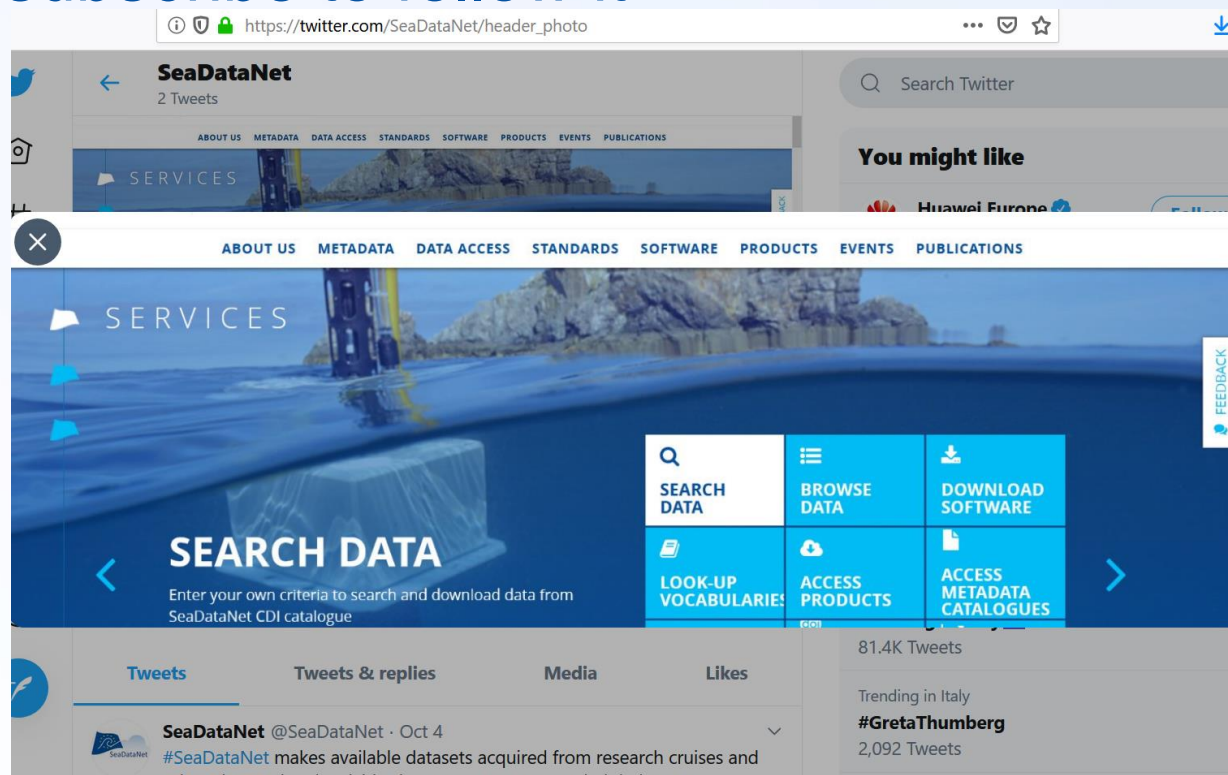 https://twitter.com/SeaDataNet/header_photo
SeaDataNet
2 Tweets
Search Twitter
ABOUT US METADATA DATA ACCESS STANDARDS SOFTWARE PRODUCTS EVENTS PUBLICATIONS
SERVICES
You might like
Huawei Europe
ABOUT US METADATA DATA ACCESS STANDARDS SOFTWARE PRODUCTS EVENTS PUBLICATIONS
SERVICES
FEEDBACK
SEARCH
DATA
BROWSE
DATA
DOWNLOAD
SOFTWARE
LOOK-UP
VOCABULARIES
ACCESS
PRODUCTS
ACCESS
METADATA
CATALOGUES
SEARCH DATA
Enter your own criteria to search and download data from
SeaDataNet CDI catalogue
81.4K Tweets
Tweets Tweets & replies Media Likes
Trending in Italy
#GretaThumberg
2,092 Tweets
SeaDataNet @SeaDataNet · Oct 4
#SeaDataNet makes available datasets acquired from research cruises and
SeaDataNet